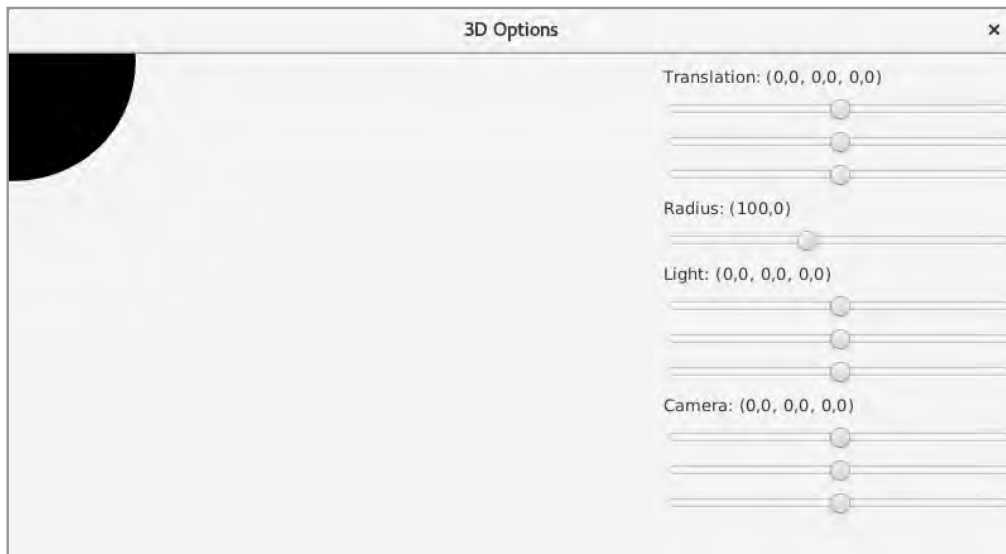 3D Options
Translation: (0,0, 0,0, 0,0)
Radius: (100,0)
Light: (0,0, 0,0, 0,0)
Camera: (0,0, 0,0, 0,0)